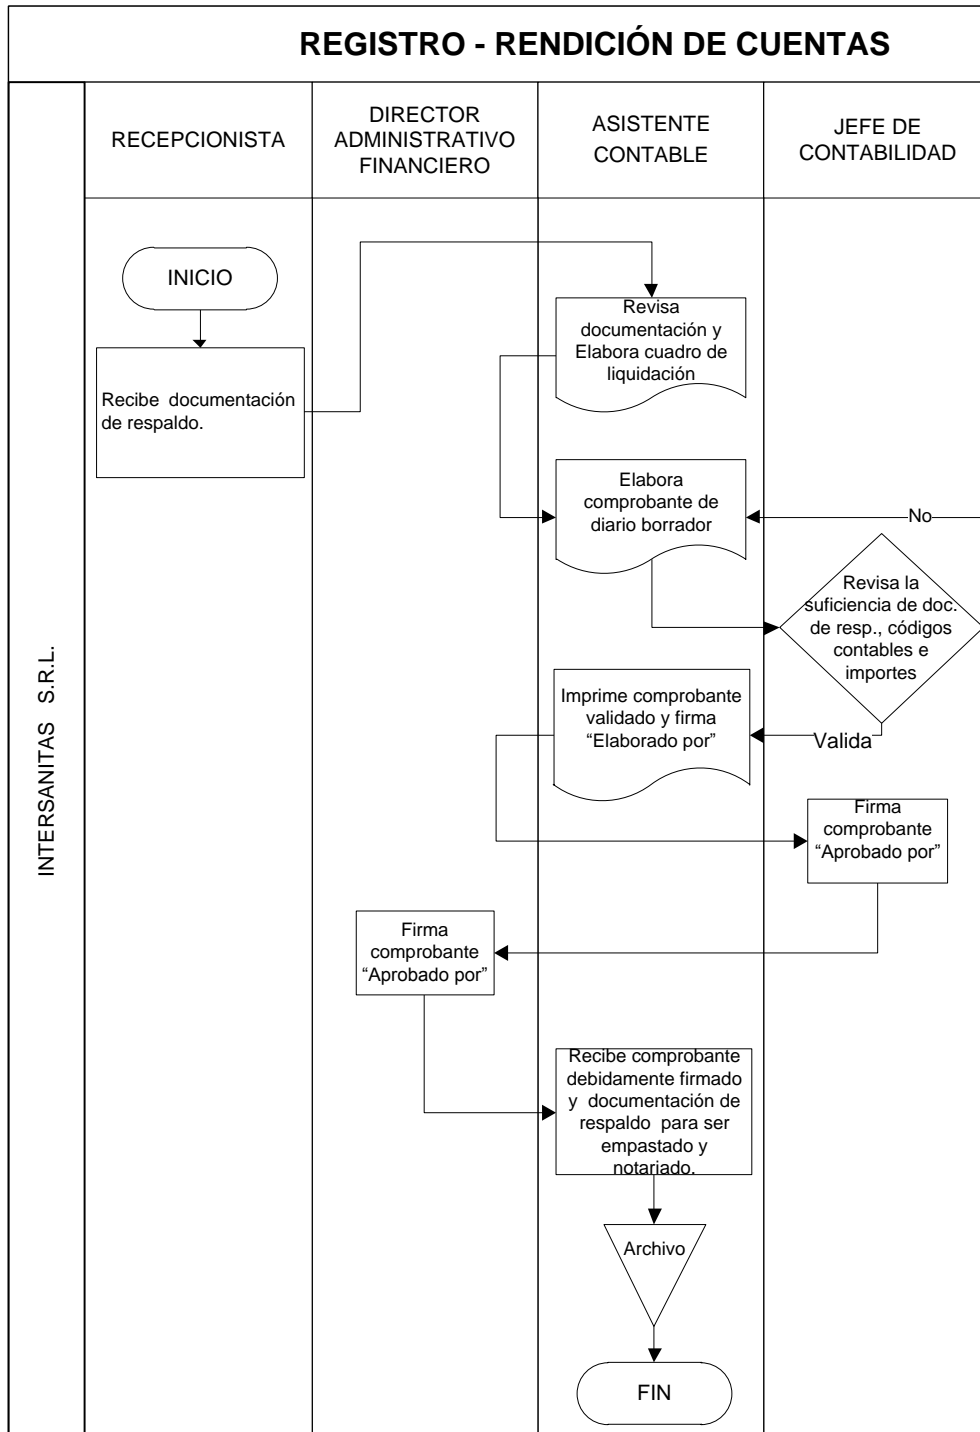 REGISTRO - RENDICIÓN DE CUENTAS
INTERSANITAS S.R.L.
RECEPCIONISTA
DIRECTOR
ADMINISTRATIVO
FINANCIERO
ASISTENTE
CONTABLE
JEFE DE
CONTABILIDAD
INICIO
Recibe documentación
de respaldo.
Revisa
documentación y
Elabora cuadro de
liquidación
Elabora
comprobante de
diario borrador
No
Revisa la
suficiencia de doc.
de resp., códigos
contables e
importes
Valida
Imprime comprobante
validado y firma
“Elaborado por”
Firma
comprobante
“Aprobado por”
Firma
comprobante
“Aprobado por”
Recibe comprobante
debidamente firmado
y documentación de
respaldo para ser
empastado y
notariado.
Archivo
FIN